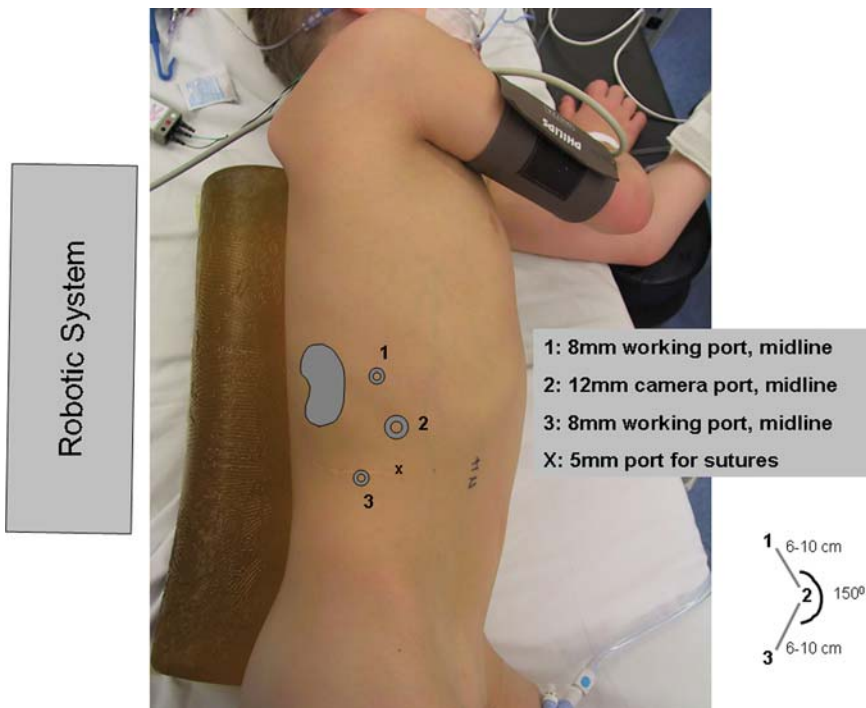 PHILIPS
Robotic System
1
2
3
x
1: 8mm working port, midline
2: 12mm camera port, midline
3: 8mm working port, midline
X: 5mm port for sutures
1
6-10 cm
2
150⁰
6-10 cm
3